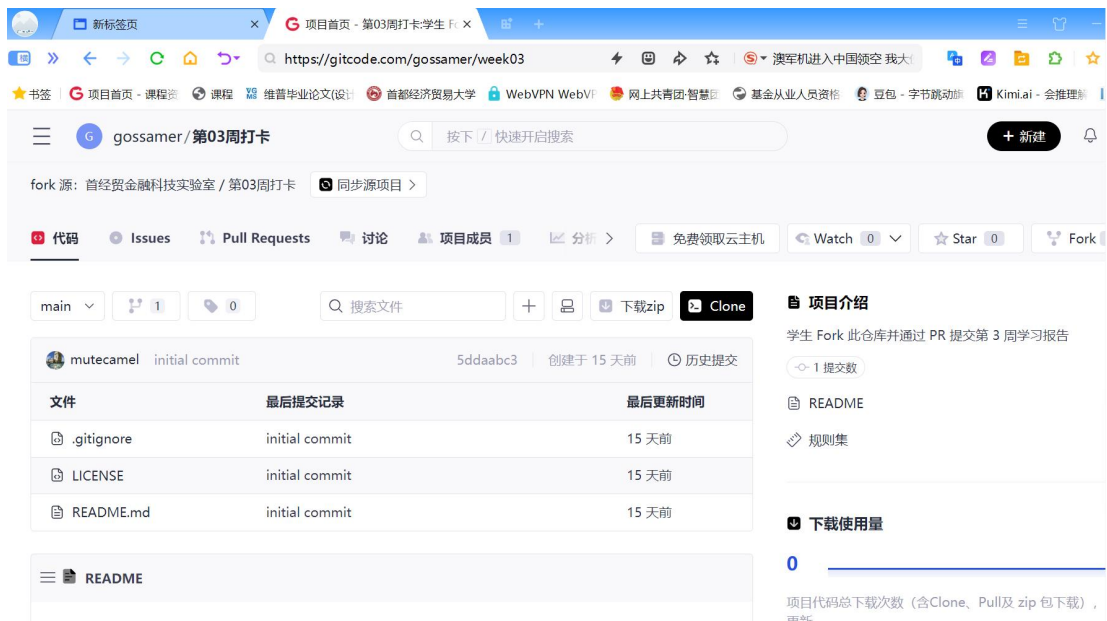 新标签页
项目首页 - 第03周打卡:学生 Fo
https://gitcode.com/gossamer/week03
澳军机进入中国领空 我大
书签 项目首页 - 课程资 课程 维普毕业论文(设计 首都经济贸易大学 WebVPN WebVP 网上共青团·智慧团 基金从业人员资格 豆包 - 字节跳动旗 Kimi.ai - 会推理解
G gossamer/第03周打卡 按下 / 快速开启搜索 + 新建
fork 源: 首经贸金融科技实验室 / 第03周打卡 同步源项目 >
代码 Issues Pull Requests 讨论 项目成员 1 分析 > 免费领取云主机 Watch 0 Star 0 Fork
main 1 0 搜索文件 下载zip Clone
mutecamel initial commit 5ddaabc3 创建于 15 天前 历史提交
文件 最后提交记录 最后更新时间
.gitignore initial commit 15 天前
LICENSE initial commit 15 天前
README.md initial commit 15 天前
README
项目介绍
学生 Fork 此仓库并通过 PR 提交第 3 周学习报告
1 提交数
README
规则集
下载使用量
0
项目代码总下载次数（含Clone、Pull及 zip 包下载），